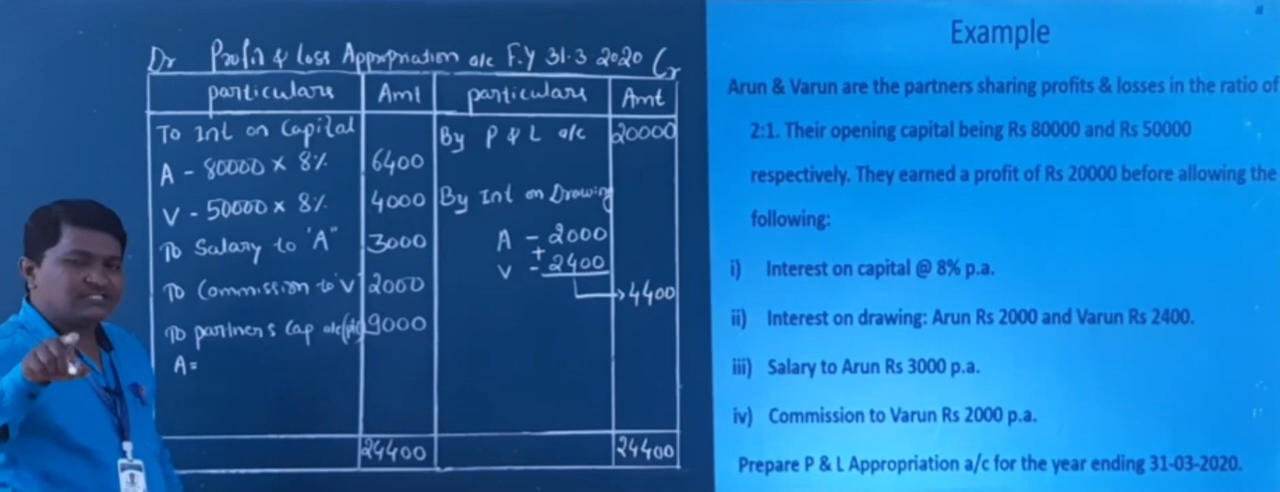 Dr Profit & Loss Appropriation a/c F.Y 31.3.2020 Cr
particulars Amt particulars Amt
To Int on Capital
A - 80000 x 8% 6400
V - 50000 x 8% 4000
To Salary to "A" 3000
To Commission to 'V' 2000
To partners cap a/c 9000
A=
24400
By P & L a/c 20000
By Int on Drawing
A - 2000
+
V - 2400
4400
24400
Example
Arun & Varun are the partners sharing profits & losses in the ratio of
2:1. Their opening capital being Rs 80000 and Rs 50000
respectively. They earned a profit of Rs 20000 before allowing the
following:
i) Interest on capital @ 8% p.a.
ii) Interest on drawing: Arun Rs 2000 and Varun Rs 2400.
iii) Salary to Arun Rs 3000 p.a.
iv) Commission to Varun Rs 2000 p.a.
Prepare P & L Appropriation a/c for the year ending 31-03-2020.